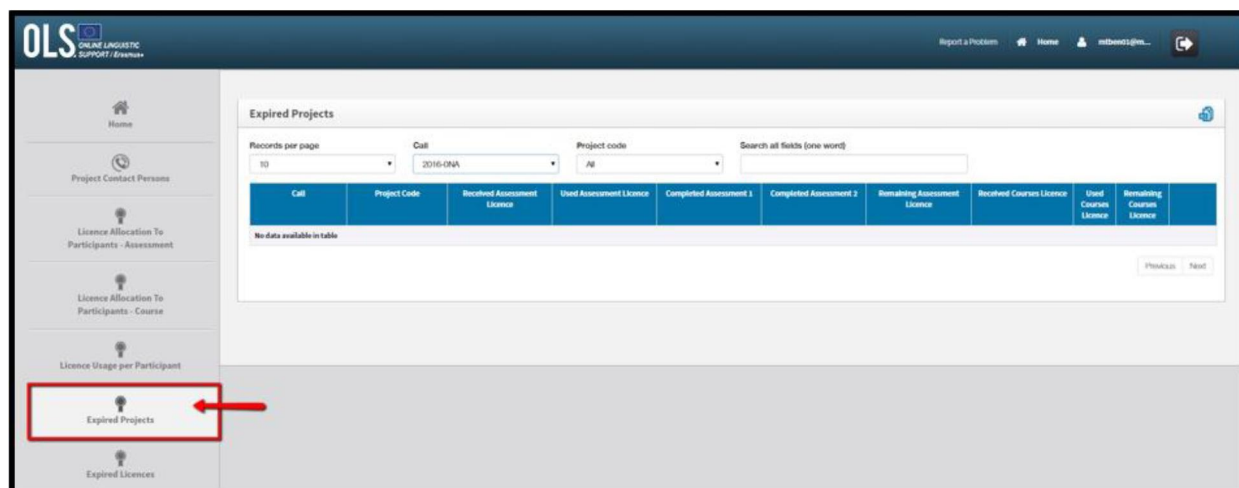 OLS ONLINE LINGUISTIC
SUPPORT / Erasmus+
Report a Problem Home mtbend1@m...
Home
Project Contact Persons
Licence Allocation To
Participants - Assessment
Licence Allocation To
Participants - Course
Licence Usage per Participant
Expired Projects
Expired Licences
Expired Projects
Records per page Call Project code Search all fields (one word)
10 2016-0NA All
Call Project Code Received Assessment Licence Used Assessment Licence Completed Assessment 1 Completed Assessment 2 Remaining Assessment Licence Received Courses Licence Used Courses Licence Remaining Courses Licence
No data available in table
Previous Next